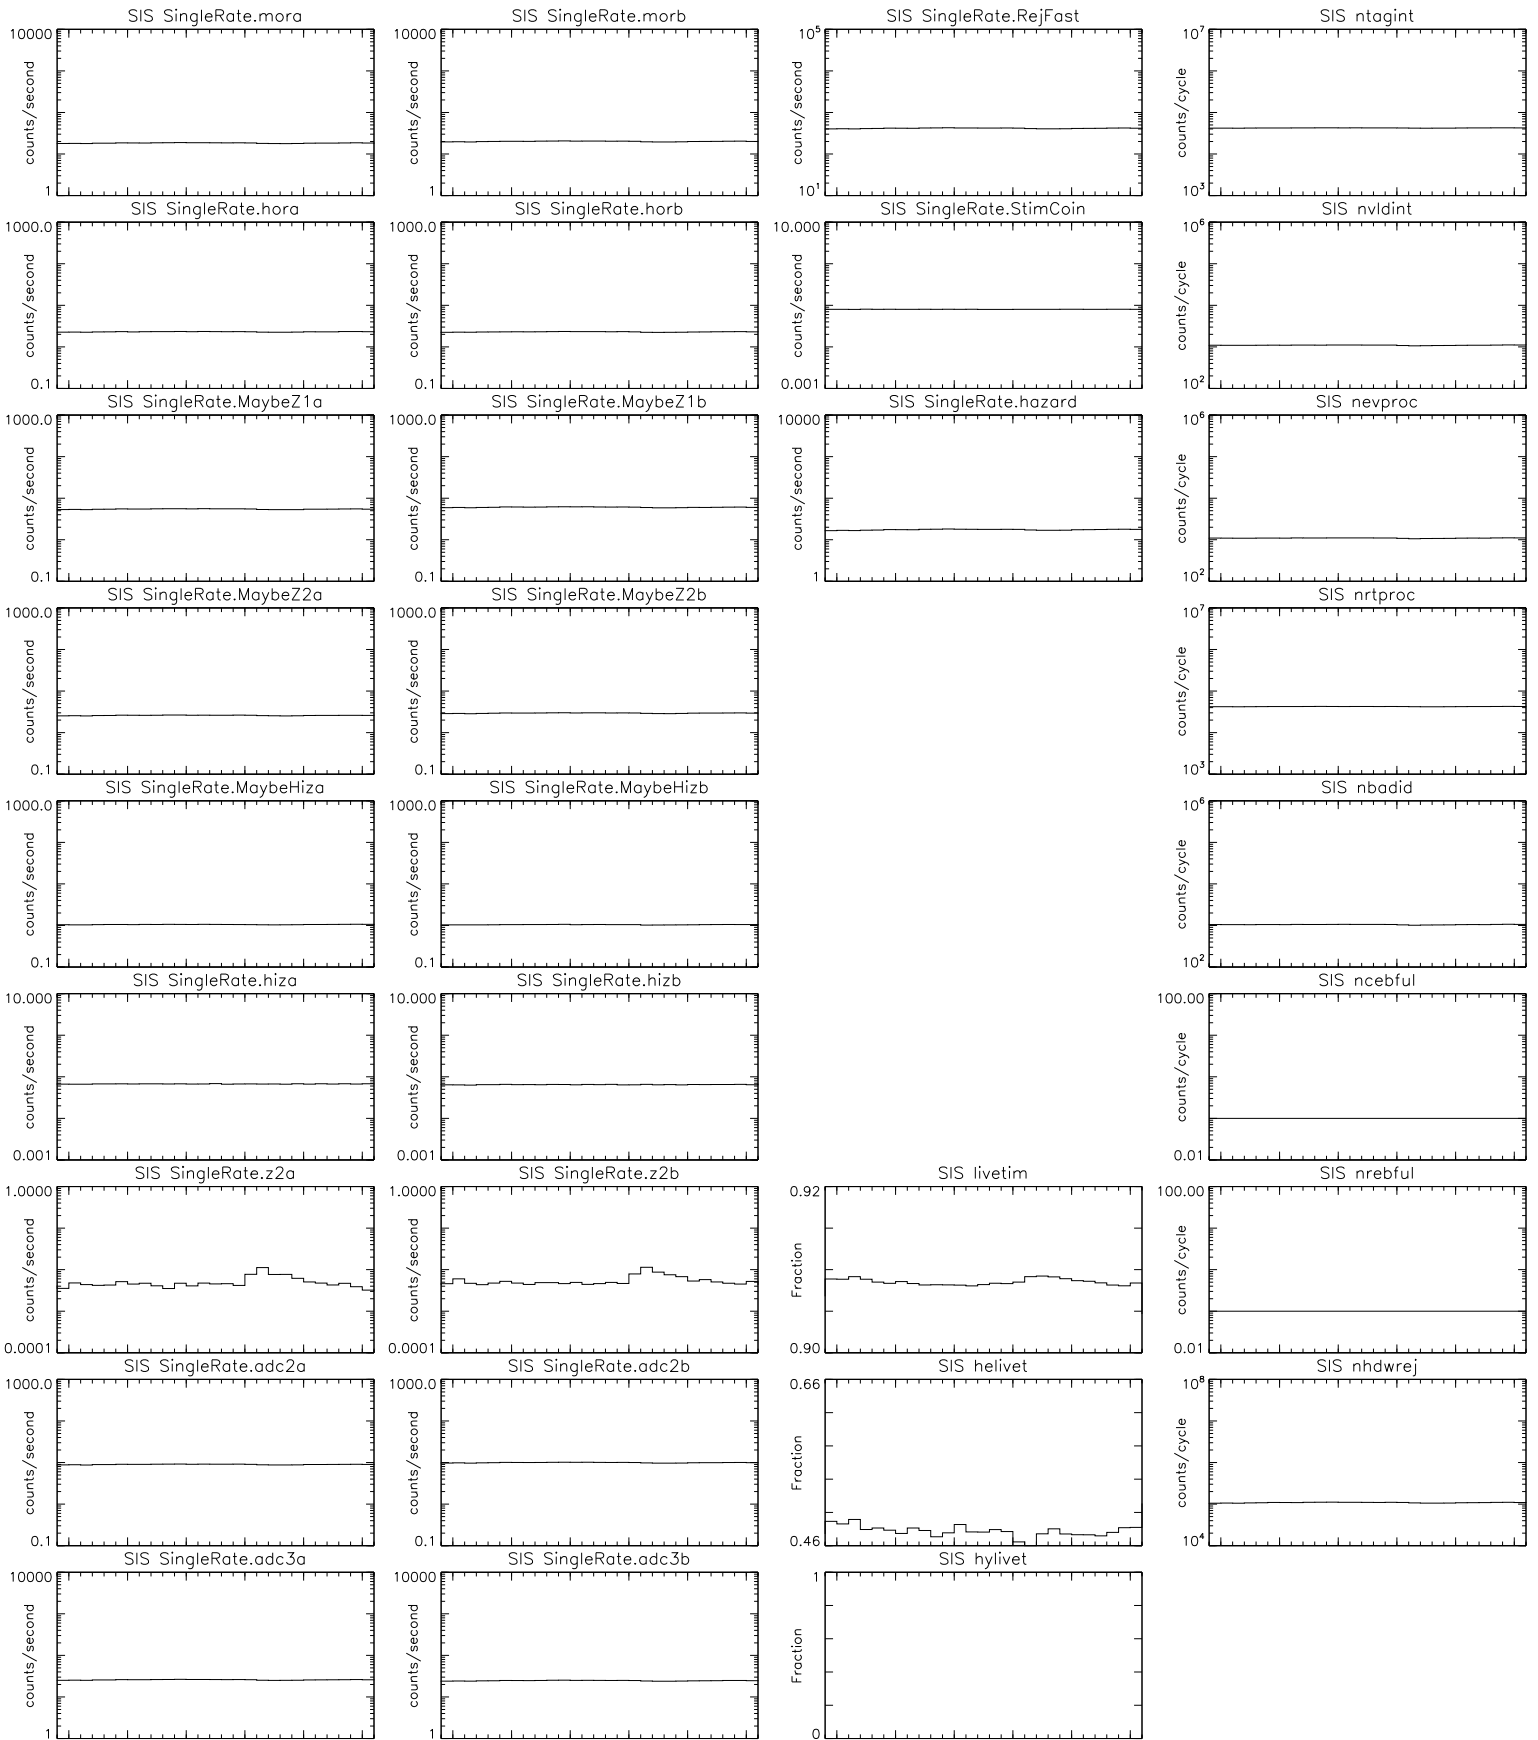 SIS SingleRate.mora
10000
counts/second
1
SIS SingleRate.morb
10000
counts/second
1
SIS SingleRate.RejFast
10^5
counts/second
10^1
SIS ntagint
10^7
counts/cycle
10^3
SIS SingleRate.hora
1000.0
counts/second
0.1
SIS SingleRate.horb
1000.0
counts/second
0.1
SIS SingleRate.StimCoin
10.000
counts/second
0.001
SIS nvldint
10^6
counts/cycle
10^2
SIS SingleRate.MaybeZ1a
1000.0
counts/second
0.1
SIS SingleRate.MaybeZ1b
1000.0
counts/second
0.1
SIS SingleRate.hazard
10000
counts/second
1
SIS nevproc
10^6
counts/cycle
10^2
SIS SingleRate.MaybeZ2a
1000.0
counts/second
0.1
SIS SingleRate.MaybeZ2b
1000.0
counts/second
0.1
SIS nrtproc
10^7
counts/cycle
10^3
SIS SingleRate.MaybeHiza
1000.0
counts/second
0.1
SIS SingleRate.MaybeHizb
1000.0
counts/second
0.1
SIS nbadid
10^6
counts/cycle
10^2
SIS SingleRate.hiza
10.000
counts/second
0.001
SIS SingleRate.hizb
10.000
counts/second
0.001
SIS ncebful
100.00
counts/cycle
0.01
SIS SingleRate.z2a
1.0000
counts/second
0.0001
SIS SingleRate.z2b
1.0000
counts/second
0.0001
SIS livetim
0.92
Fraction
0.90
SIS nrebful
100.00
counts/cycle
0.01
SIS SingleRate.adc2a
1000.0
counts/second
0.1
SIS SingleRate.adc2b
1000.0
counts/second
0.1
SIS helivet
0.66
Fraction
0.46
SIS nhdwrej
10^8
counts/cycle
10^4
SIS SingleRate.adc3a
10000
counts/second
1
SIS SingleRate.adc3b
10000
counts/second
1
SIS hylivet
1
Fraction
0